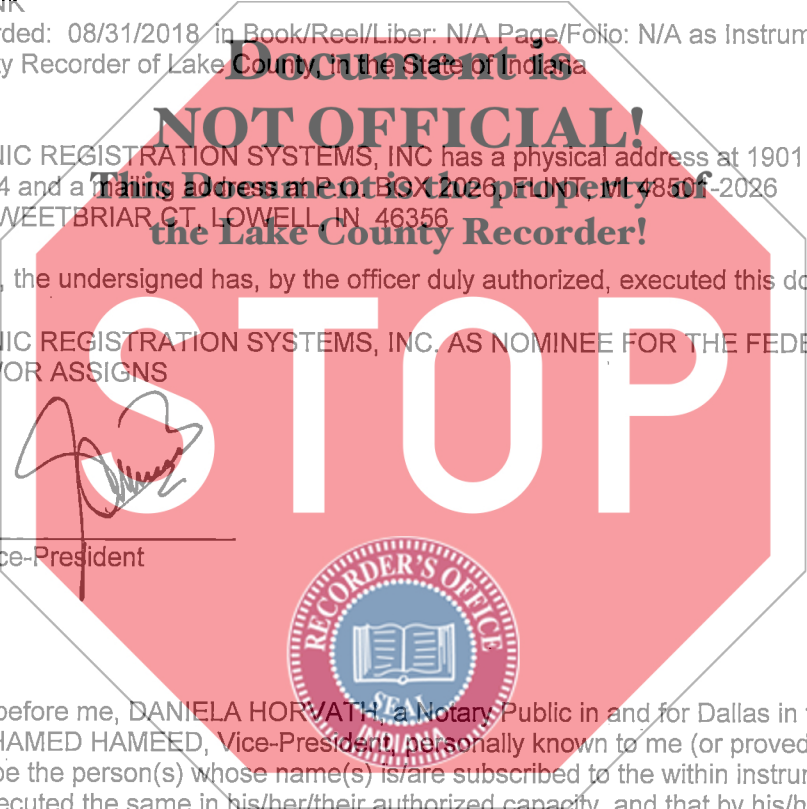 NK
rded: 08/31/2018 in Book/Reel/Liber: N/A Page/Folio: N/A as Instrum
Document is
y Recorder of Lake County, in the State of Indiana
NOT OFFICIAL!
NIC REGISTRATION SYSTEMS, INC has a physical address at 1901
This Document is the property of
4 and a mailing address at P.O. BOX 2026, FLINT, MI 48501-2026
WEETBRIAR CT, LOWELL, IN 46356
the Lake County Recorder!
, the undersigned has, by the officer duly authorized, executed this do
STOP
NIC REGISTRATION SYSTEMS, INC. AS NOMINEE FOR THE FEDE
/OR ASSIGNS
ce-President
RECORDER'S OFFICE
SEAL
INDIANA
before me, DANIELA HORVATH, a Notary Public in and for Dallas in
HAMED HAMEED, Vice-President, personally known to me (or proved
be the person(s) whose name(s) is/are subscribed to the within instrum
ecuted the same in his/her/their authorized capacity, and that by his/h